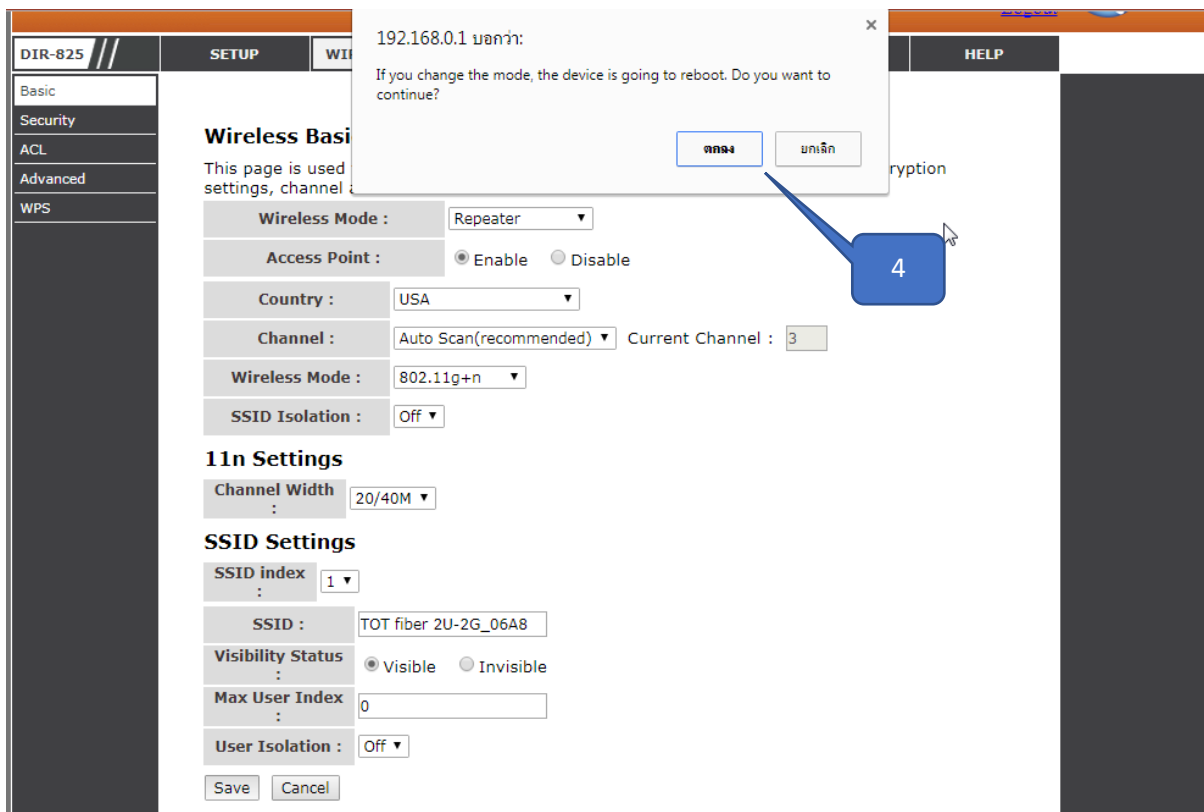 192.168.0.1 บอกว่า:
If you change the mode, the device is going to reboot. Do you want to
continue?
ตกลง ยกเลิก
DIR-825 SETUP HELP
Basic
Security
ACL
Advanced
WPS
Wireless
This page is used
settings, channel
Wireless Mode : Repeater
Access Point : Enable Disable
Country : USA
Channel : Auto Scan(recommended) Current Channel : 3
Wireless Mode : 802.11g+n
SSID Isolation : Off
11n Settings
Channel Width
: 20/40M
SSID Settings
SSID index
: 1
SSID : TOT fiber 2U-2G_06A8
Visibility Status
: Visible Invisible
Max User Index
: 0
User Isolation : Off
Save Cancel
4